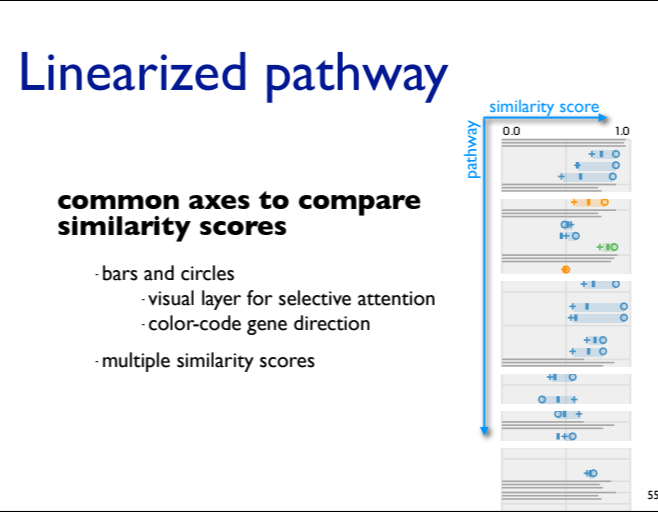 Linearized pathway
similarity score
pathway
0.0 1.0
common axes to compare
similarity scores
- bars and circles
- visual layer for selective attention
- color-code gene direction
- multiple similarity scores
55